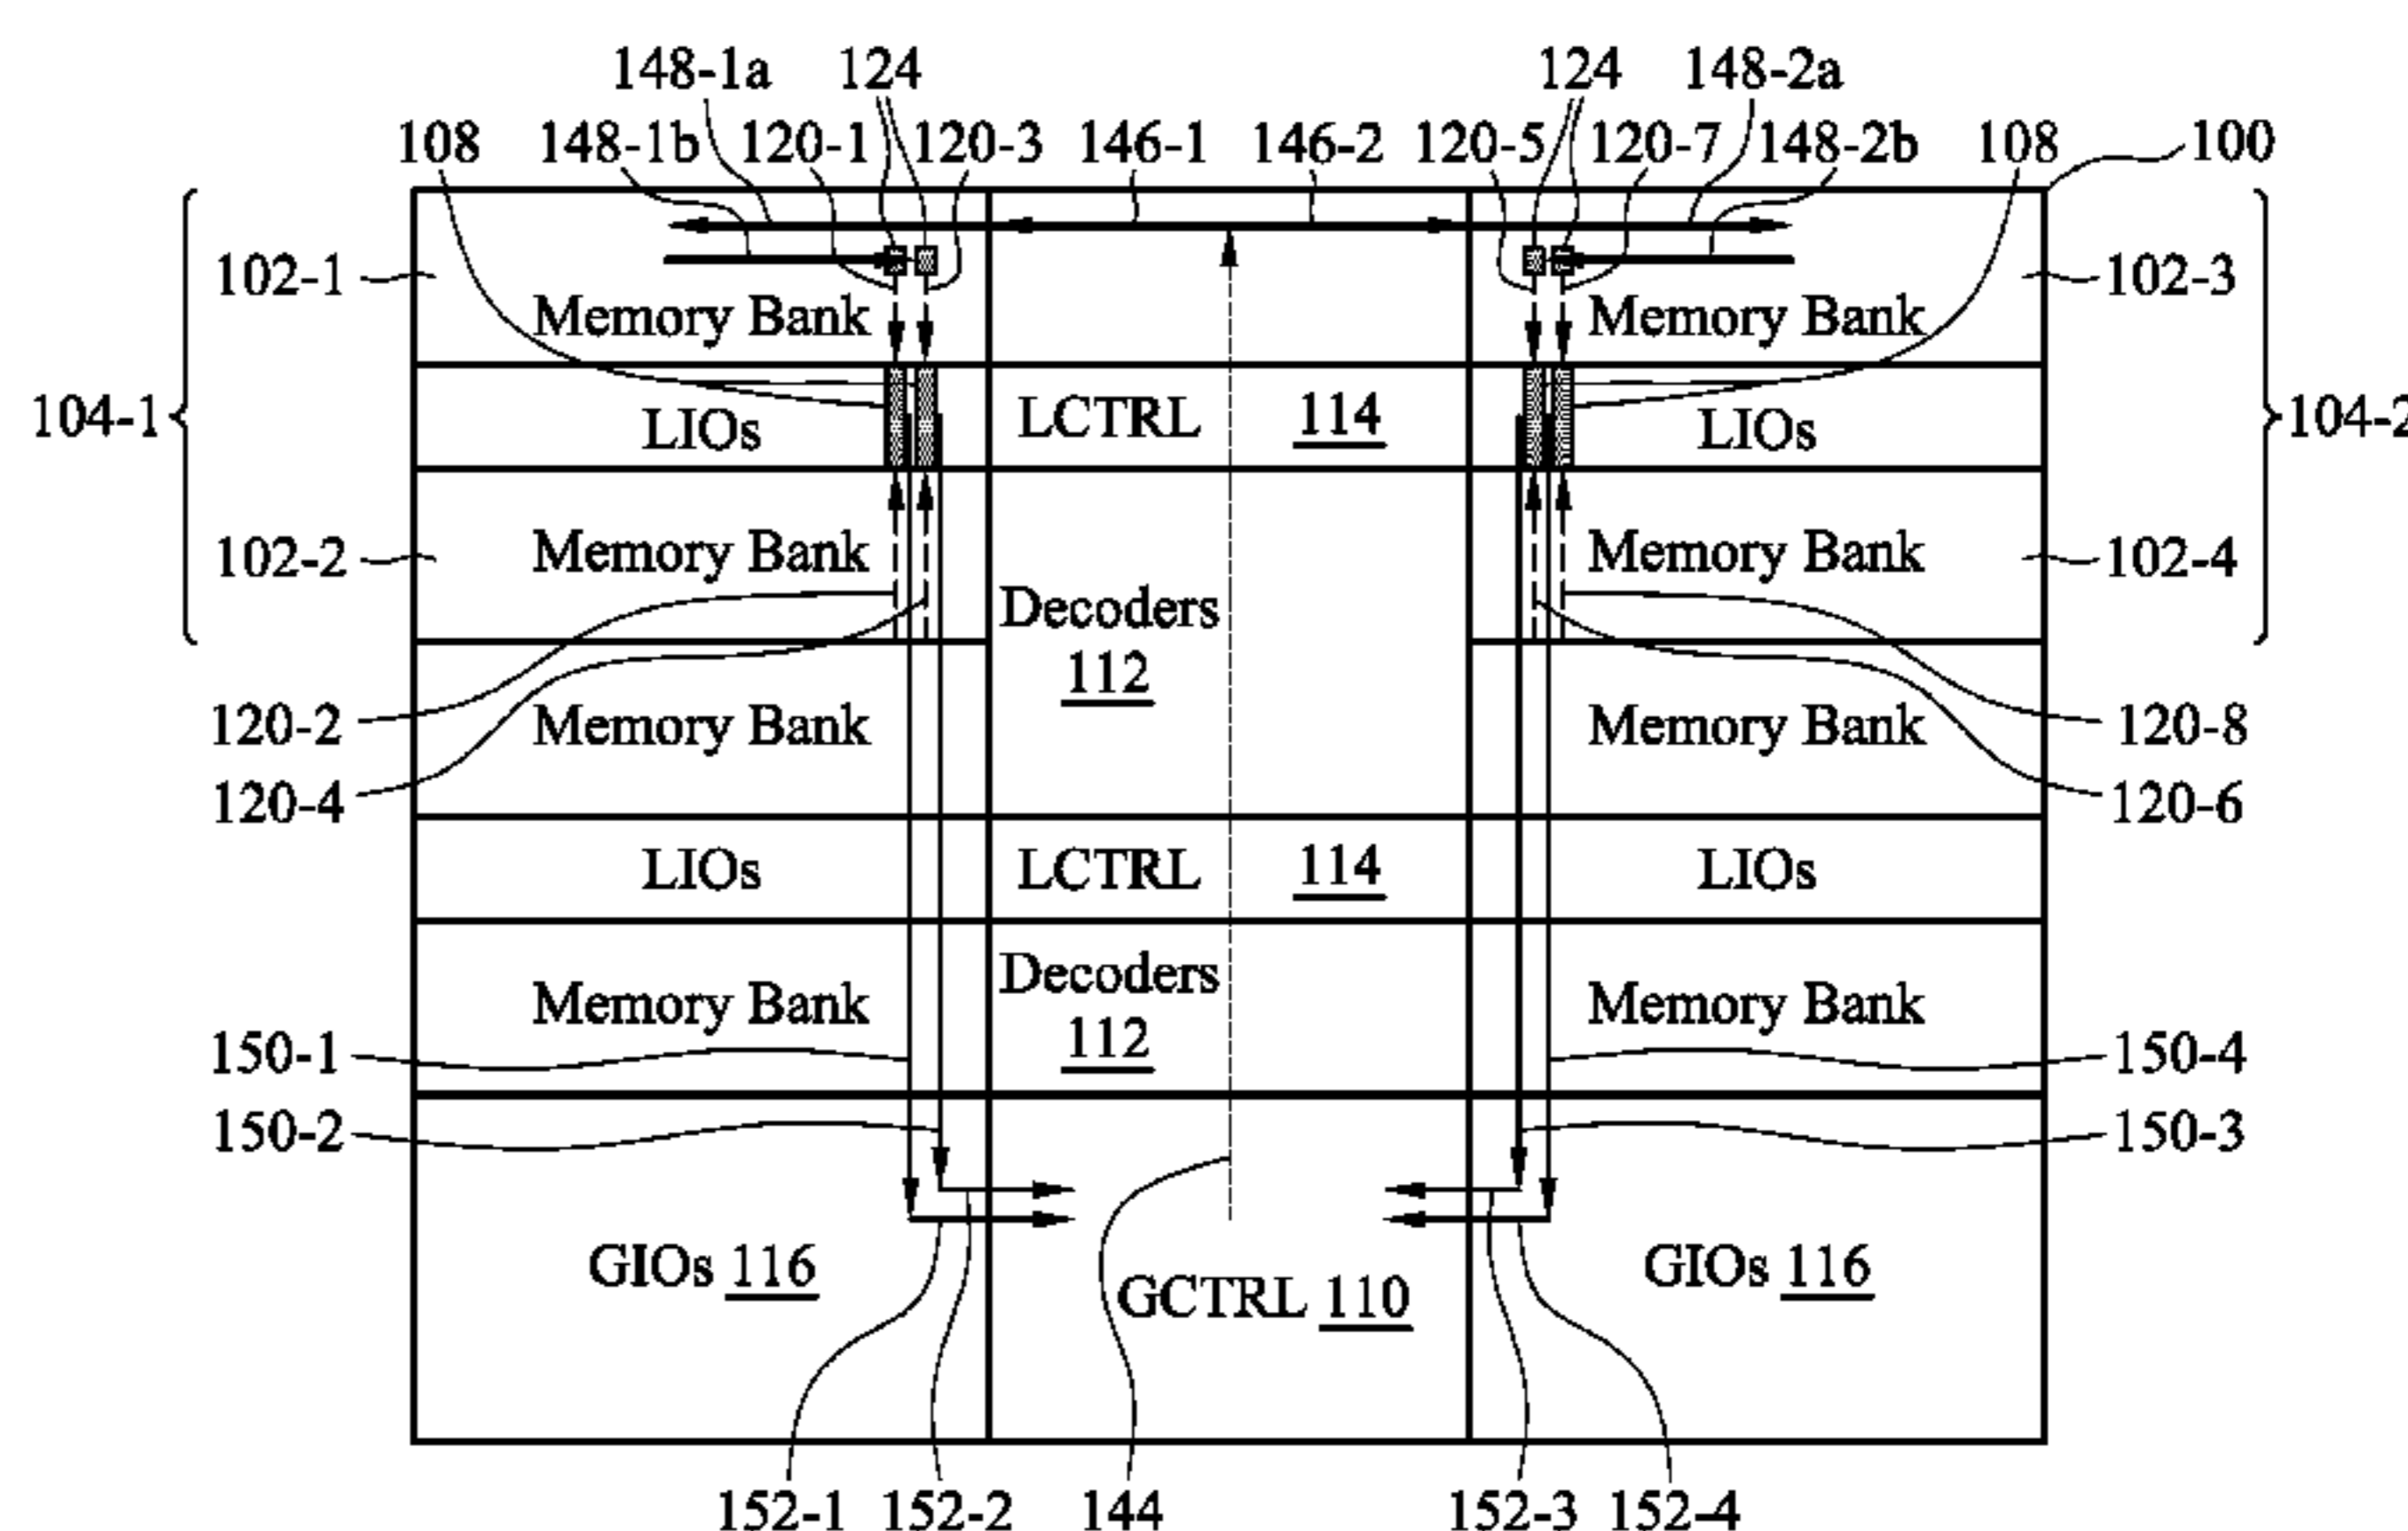 148-1a 124 124 148-2a
108 148-1b 120-1 120-3 146-1 146-2 120-5 120-7 148-2b 108 100
102-1 102-3
Memory Bank Memory Bank
104-1 LIOs LCTRL 114 LIOs 104-2
102-2 Memory Bank Memory Bank 102-4
Decoders
112
120-2 Memory Bank Memory Bank 120-8
120-4 120-6
LIOs LCTRL 114 LIOs
Decoders
Memory Bank Memory Bank
150-1 112 150-4
150-2 150-3
GIOs 116 GCTRL 110 GIOs 116
152-1 152-2 144 152-3 152-4